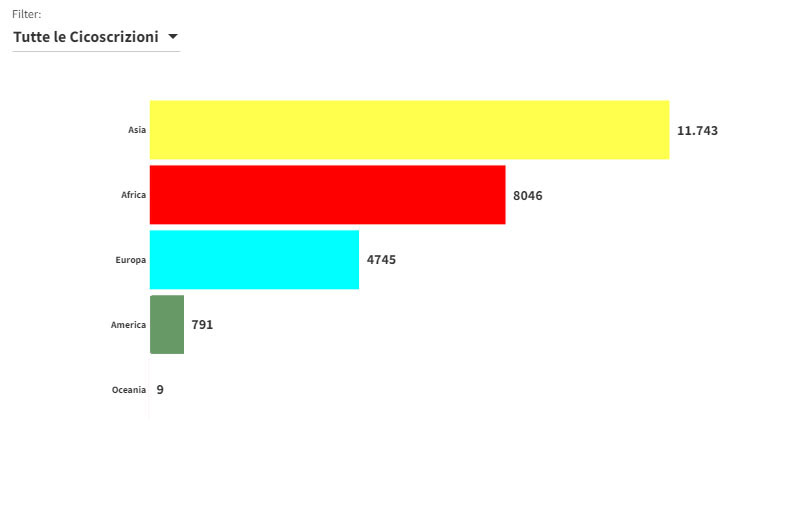 Filter:
Tutte le Cicoscrizioni
Asia 11.743
Africa 8046
Europa 4745
America 791
Oceania 9